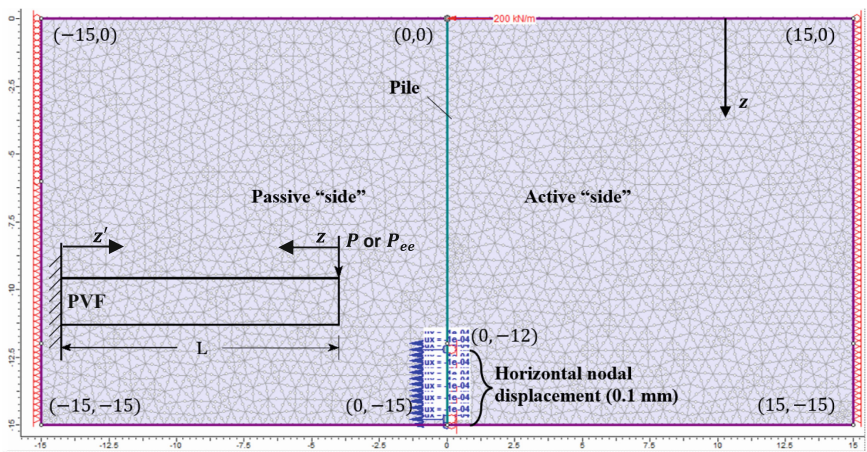 0
200 kN/m
(−15,0)
(0,0)
(15,0)
-2.5
Pile
z
-5
Passive “side”
Active “side”
-7.5
z′
z
P or P_ee
-10
PVF
(0,−12)
L
-12.5
Horizontal nodal
displacement (0.1 mm)
(−15,−15)
(0,−15)
(15,−15)
-15
-15 -12.5 -10 -7.5 -5 -2.5 0 2.5 5 7.5 10 12.5 15